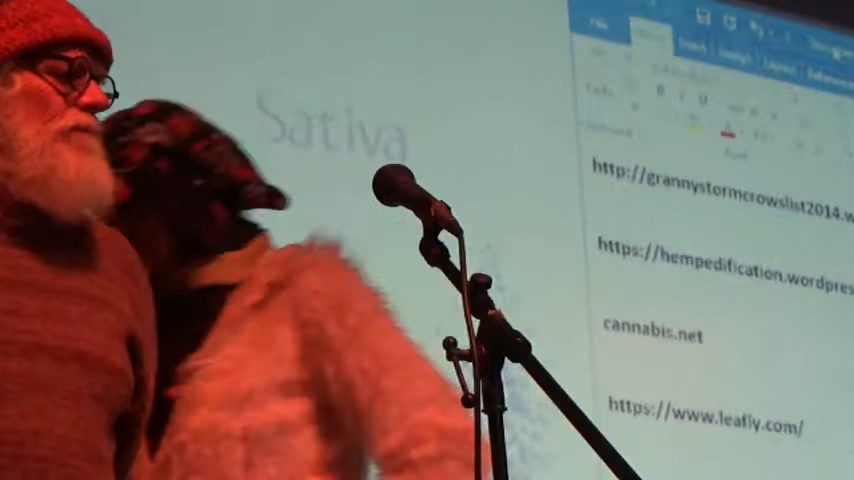 Sativa
http://grannystormcrowslist2014.w
https://hempedification.wordpres
cannabis.net
https://www.leafly.com/